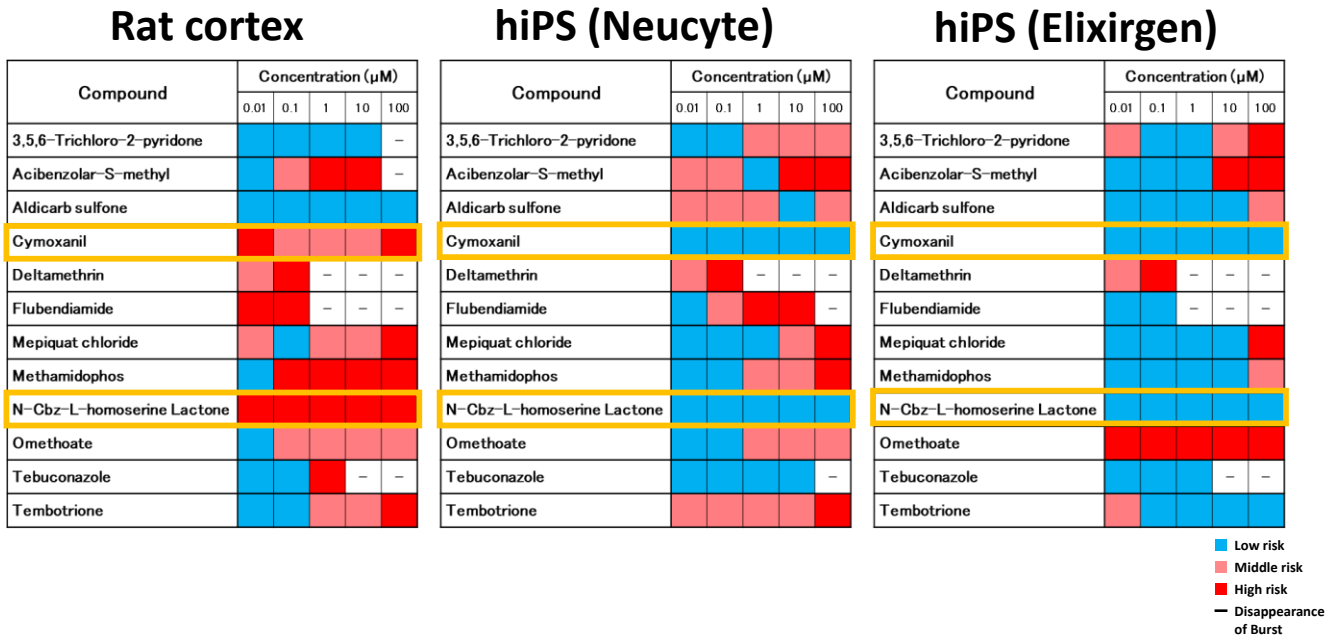 Rat cortex
hiPS (Neucyte)
hiPS (Elixirgen)
Compound
Concentration (μM)
0.01 0.1 1 10 100
3,5,6-Trichloro-2-pyridone –
Acibenzolar-S-methyl –
Aldicarb sulfone
Cymoxanil
Deltamethrin – – –
Flubendiamide – – –
Mepiquat chloride
Methamidophos
N-Cbz-L-homoserine Lactone
Omethoate
Tebuconazole – –
Tembotrione
Compound
Concentration (μM)
0.01 0.1 1 10 100
3,5,6-Trichloro-2-pyridone
Acibenzolar-S-methyl
Aldicarb sulfone
Cymoxanil
Deltamethrin – – –
Flubendiamide –
Mepiquat chloride
Methamidophos
N-Cbz-L-homoserine Lactone
Omethoate
Tebuconazole –
Tembotrione
Compound
Concentration (μM)
0.01 0.1 1 10 100
3,5,6-Trichloro-2-pyridone
Acibenzolar-S-methyl
Aldicarb sulfone
Cymoxanil
Deltamethrin – – –
Flubendiamide – – –
Mepiquat chloride
Methamidophos
N-Cbz-L-homoserine Lactone
Omethoate
Tebuconazole – –
Tembotrione
Low risk
Middle risk
High risk
– Disappearance
of Burst